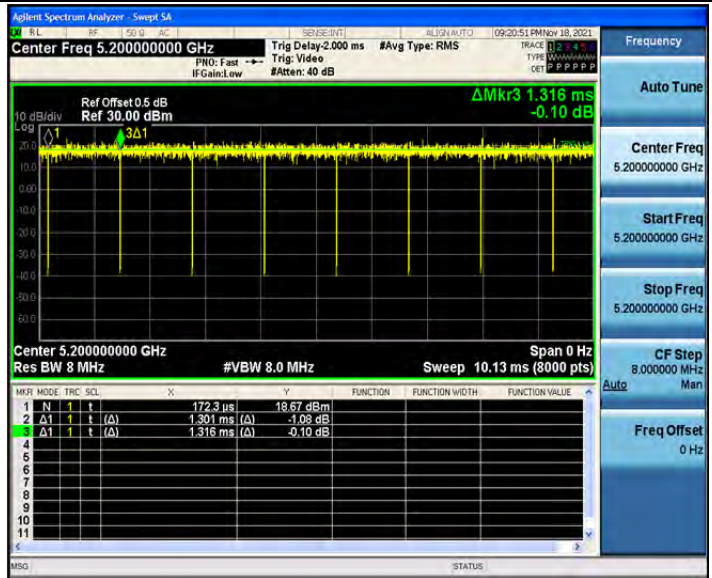 Agilent Spectrum Analyzer - Swept SA
RL RF 50 Ω AC SENSE:INT ALIGN AUTO 09:20:51 PM Nov 18, 2021
Center Freq 5.200000000 GHz
PNO: Fast
IFGain:Low
Trig Delay-2.000 ms
Trig: Video
#Atten: 40 dB
#Avg Type: RMS
TRACE 1 2 3 4 5 6
TYPE
DET P P P P P P
Frequency
Auto Tune
Center Freq
5.200000000 GHz
Start Freq
5.200000000 GHz
Stop Freq
5.200000000 GHz
CF Step
8.000000 MHz
Auto Man
Freq Offset
0 Hz
ΔMkr3 1.316 ms
-0.10 dB
Ref Offset 0.5 dB
10 dB/div Ref 30.00 dBm
Log
1
3Δ1
20.0
10.0
0.00
-10.0
-20.0
-30.0
-40.0
-50.0
-60.0
Center 5.200000000 GHz Span 0 Hz
Res BW 8 MHz #VBW 8.0 MHz Sweep 10.13 ms (8000 pts)
MKR MODE TRC SCL X Y FUNCTION FUNCTION WIDTH FUNCTION VALUE
1 N 1 t 172.3 µs 18.67 dBm
2 Δ1 1 t (Δ) 1.301 ms (Δ) -1.08 dB
3 Δ1 1 t (Δ) 1.316 ms (Δ) -0.10 dB
4
5
6
7
8
9
10
11
MSG STATUS